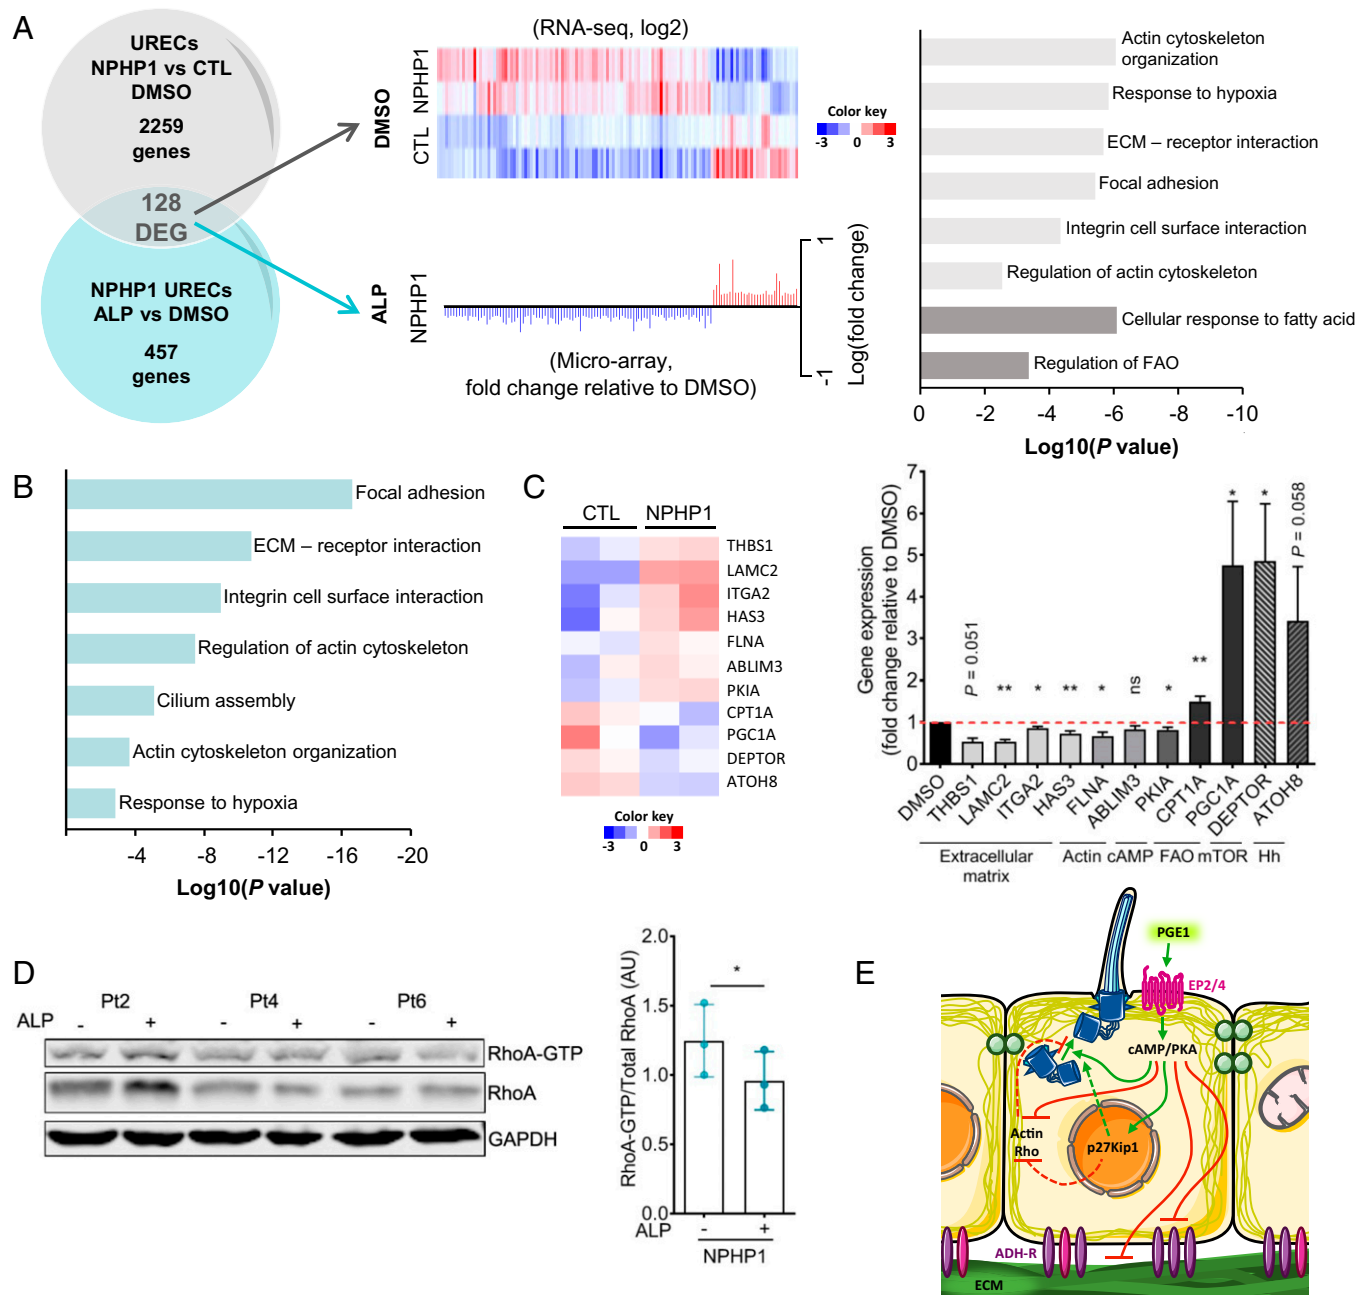 A
URECs
NPHP1 vs CTL
DMSO
2259
genes
128
DEG
NPHP1 URECs
ALP vs DMSO
457
genes
(RNA-seq, log2)
DMSO
CTL NPHP1
Color key
-3 0 3
ALP
NPHP1
(Micro-array,
fold change relative to DMSO)
1
-1
Log(fold change)
Actin cytoskeleton
organization
Response to hypoxia
ECM – receptor interaction
Focal adhesion
Integrin cell surface interaction
Regulation of actin cytoskeleton
Cellular response to fatty acid
Regulation of FAO
0 -2 -4 -6 -8 -10
Log10(P value)
B
Focal adhesion
ECM – receptor interaction
Integrin cell surface interaction
Regulation of actin cytoskeleton
Cilium assembly
Actin cytoskeleton organization
Response to hypoxia
-4 -8 -12 -16 -20
Log10(P value)
C
CTL NPHP1
THBS1
LAMC2
ITGA2
HAS3
FLNA
ABLIM3
PKIA
CPT1A
PGC1A
DEPTOR
ATOH8
Color key
-3 0 3
Gene expression
(fold change relative to DMSO)
7
6
5
4
3
2
1
0
P = 0.051
**
*
**
*
ns
*
**
*
*
P = 0.058
DMSO
THBS1
LAMC2
ITGA2
HAS3
FLNA
ABLIM3
PKIA
CPT1A
PGC1A
DEPTOR
ATOH8
Extracellular
matrix
Actin cAMP FAO mTOR Hh
D
Pt2 Pt4 Pt6
ALP - + - + - +
RhoA-GTP
RhoA
GAPDH
RhoA-GTP/Total RhoA (AU)
2.0
1.5
1.0
0.5
0.0
*
ALP - +
NPHP1
E
PGE1
EP2/4
cAMP/PKA
Actin
Rho
p27Kip1
ADH-R
ECM